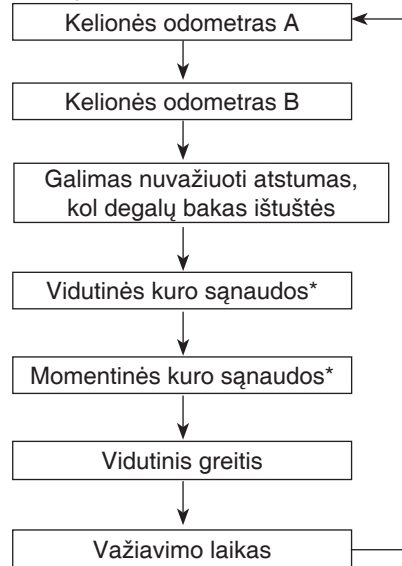 Kelionės odometras A
Kelionės odometras B
Galimas nuvažiuoti atstumas,
kol degalų bakas ištuštės
Vidutinės kuro sąnaudos*
Momentinės kuro sąnaudos*
Vidutinis greitis
Važiavimo laikas